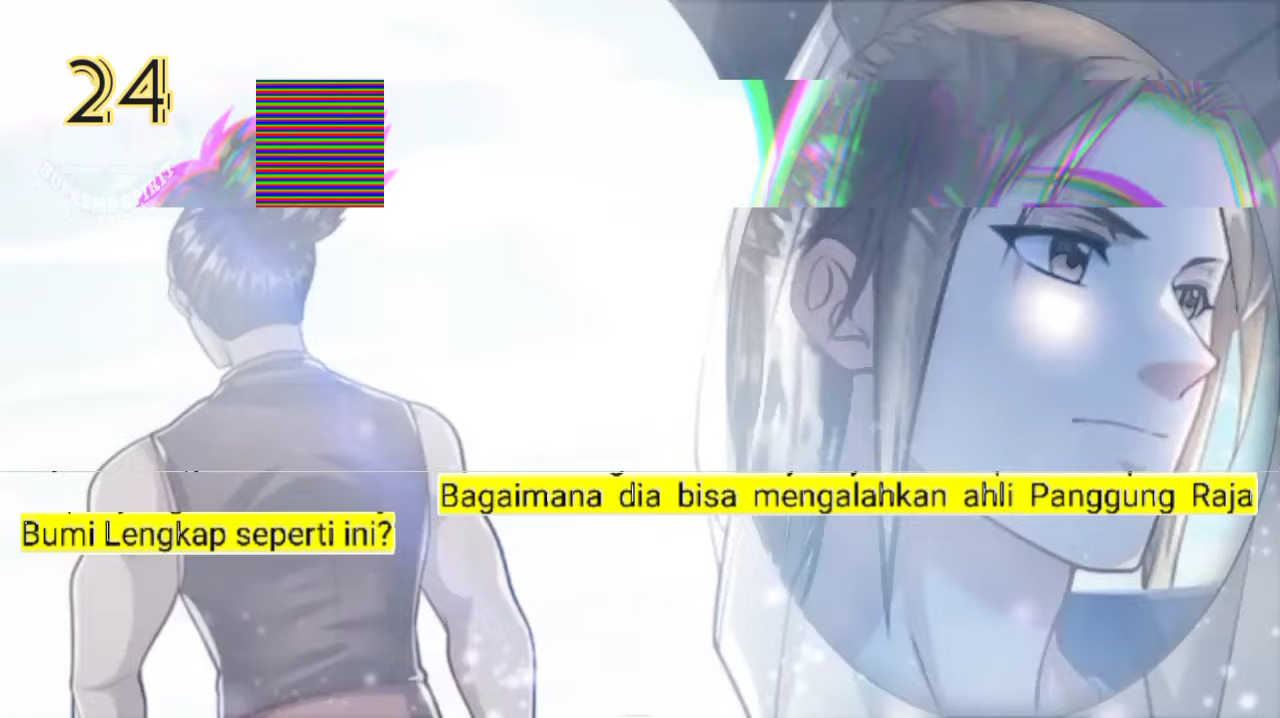 24
Bagaimana dia bisa mengalahkan ahli Panggung Raja
Bumi Lengkap seperti ini?